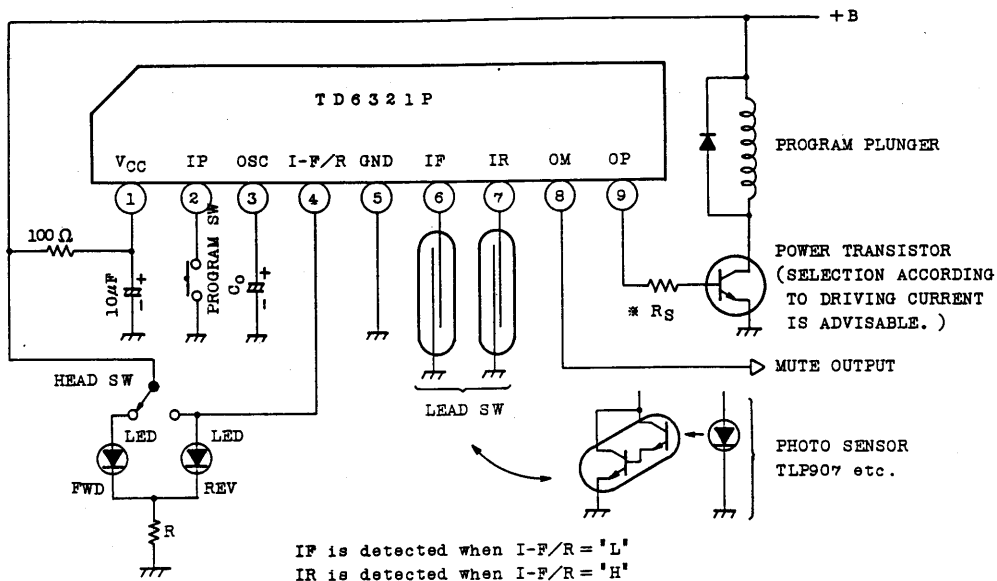 +B
TD6321P
VCC IP OSC I-F/R GND IF IR OM OP
1 2 3 4 5 6 7 8 9
PROGRAM PLUNGER
100Ω
10μF
+
-
PROGRAM SW
C0
+
-
※ RS
POWER TRANSISTOR
(SELECTION ACCORDING
TO DRIVING CURRENT
IS ADVISABLE.)
MUTE OUTPUT
HEAD SW
LEAD SW
LED LED
FWD REV
R
PHOTO SENSOR
TLP907 etc.
IF is detected when I-F/R="L"
IR is detected when I-F/R="H"